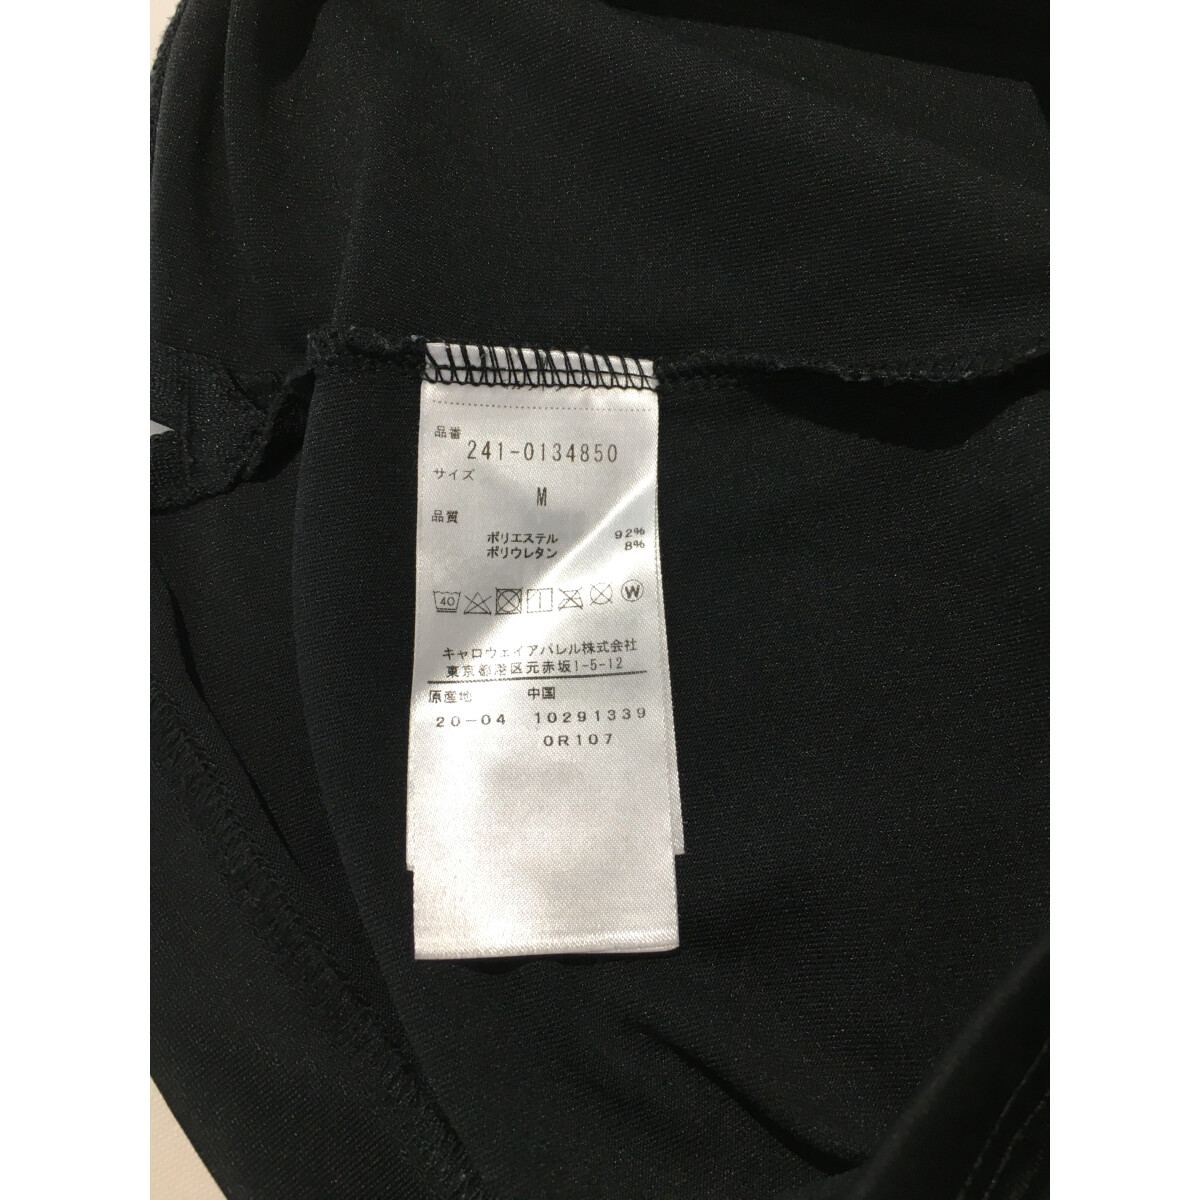 品番
241-0134850
サイズ
M
品質
ポリエステル 92%
ポリウレタン 8%
40 W
キャロウェイアパレル株式会社
東京都港区元赤坂1-5-12
原産地 中国
20-04 10291339
0R107